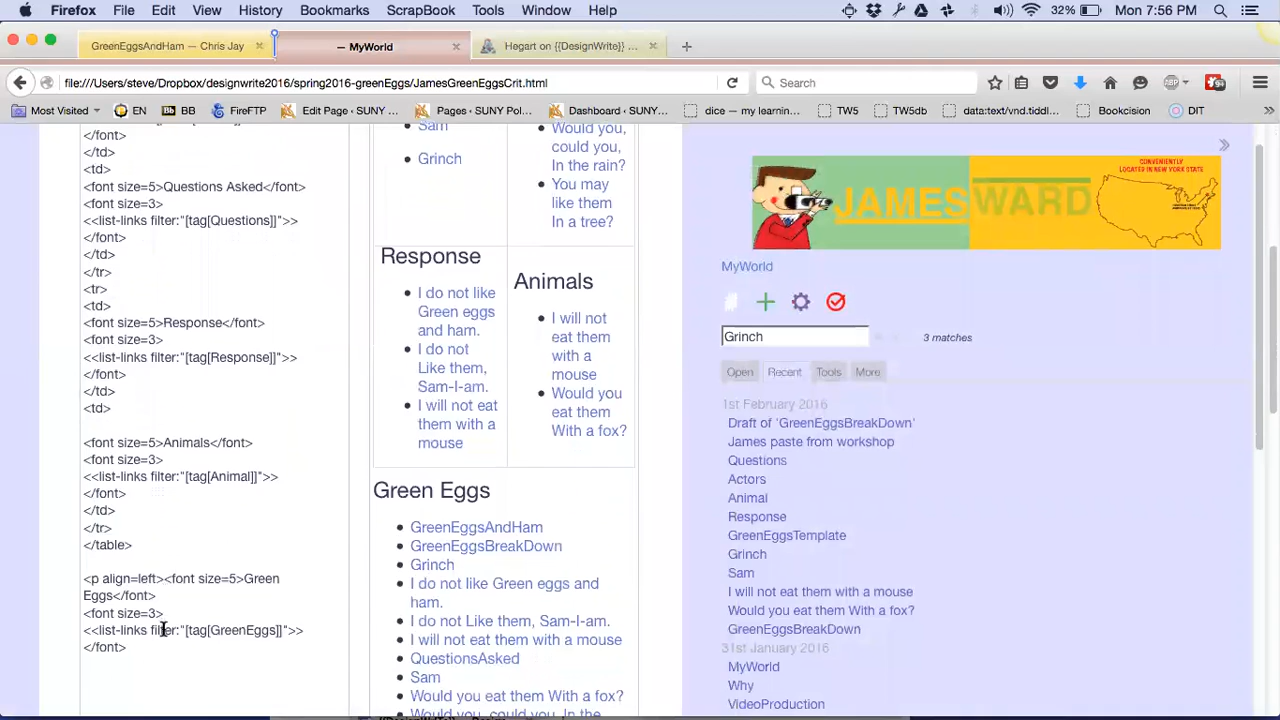 Firefox File Edit View History Bookmarks ScrapBook Tools Window Help 32% Mon 7:56 PM
GreenEggsAndHam — Chris Jay × — MyWorld × Hegart on {{DesignWrite}} ... × +
file:///Users/steve/Dropbox/designwrite2016/spring2016-greenEggs/JamesGreenEggsCrit.html Search
Most Visited EN BB FireFTP Edit Page ‹ SUNY ... Pages ‹ SUNY Pol... Dashboard ‹ SUNY... dice — my learnin... TW5 TW5db data:text/vnd.tiddl... Bookcision DIT
</font>
</td>
<td>
<font size=5>Questions Asked</font>
<font size=3>
<<list-links filter:"[tag[Questions]]">>
</font>
</td>
</tr>
<tr>
<td>
<font size=5>Response</font>
<font size=3>
<<list-links filter:"[tag[Response]]">>
</font>
</td>
<td>
<font size=5>Animals</font>
<font size=3>
<<list-links filter:"[tag[Animal]]">>
</font>
</td>
</tr>
</table>
<p align=left><font size=5>Green
Eggs</font>
<font size=3>
<<list-links filter:"[tag[GreenEggs]]">>
</font>
Sam
Grinch
Would you,
could you,
In the rain?
You may
like them
In a tree?
Response
I do not like
Green eggs
and ham.
I do not
Like them,
Sam-I-am.
I will not eat
them with a
mouse
Animals
I will not
eat them
with a
mouse
Would you
eat them
With a fox?
Green Eggs
GreenEggsAndHam
GreenEggsBreakDown
Grinch
I do not like Green eggs and
ham.
I do not Like them, Sam-I-am.
I will not eat them with a mouse
QuestionsAsked
Sam
Would you eat them With a fox?
Would you, could you, In the
JAMESWARD
CONVENIENTLY
LOCATED IN NEW YORK STATE
MyWorld
Grinch 3 matches
Open Recent Tools More
1st February 2016
Draft of 'GreenEggsBreakDown'
James paste from workshop
Questions
Actors
Animal
Response
GreenEggsTemplate
Grinch
Sam
I will not eat them with a mouse
Would you eat them With a fox?
GreenEggsBreakDown
31st January 2016
MyWorld
Why
VideoProduction